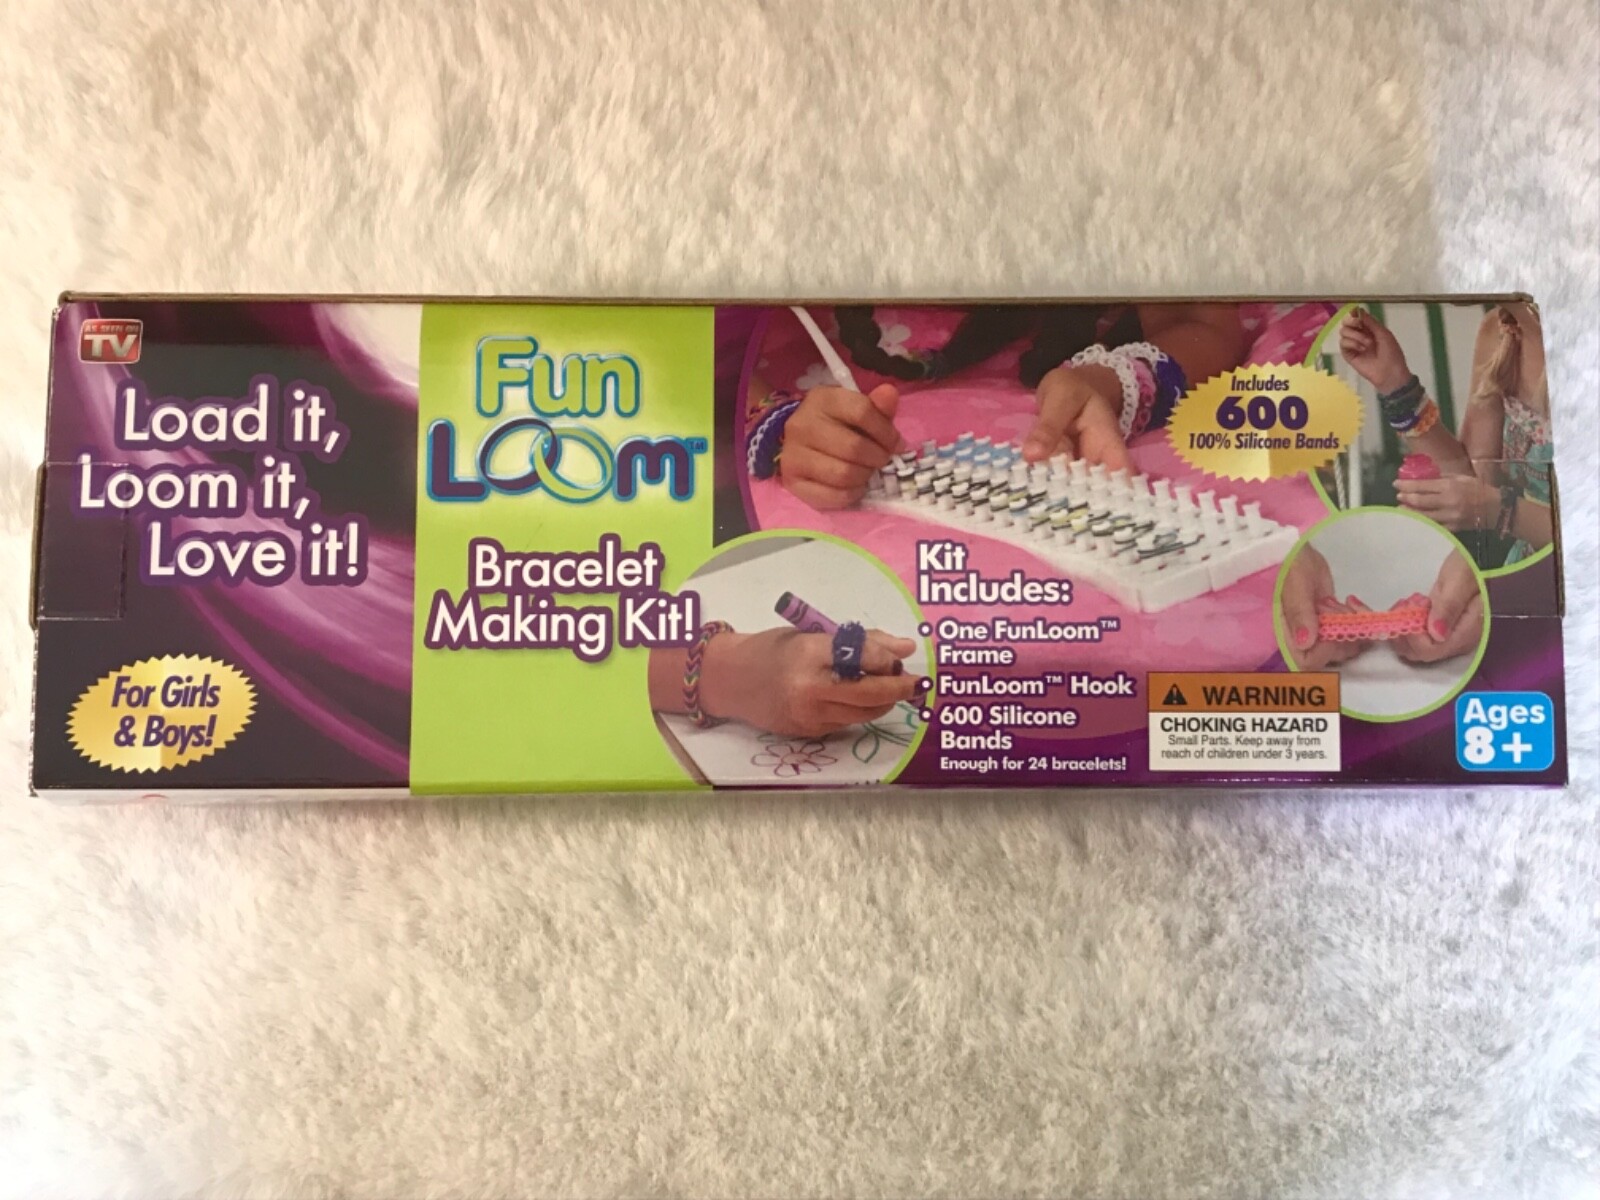 AS SEEN ON
TV
Load it,
Loom it,
Love it!
For Girls
& Boys!
Fun
Loom™
Bracelet
Making Kit!
Includes
600
100% Silicone Bands
Kit
Includes:
• One FunLoom™
Frame
• FunLoom™ Hook
• 600 Silicone
Bands
Enough for 24 bracelets!
WARNING
CHOKING HAZARD
Small Parts. Keep away from
reach of children under 3 years.
Ages
8+